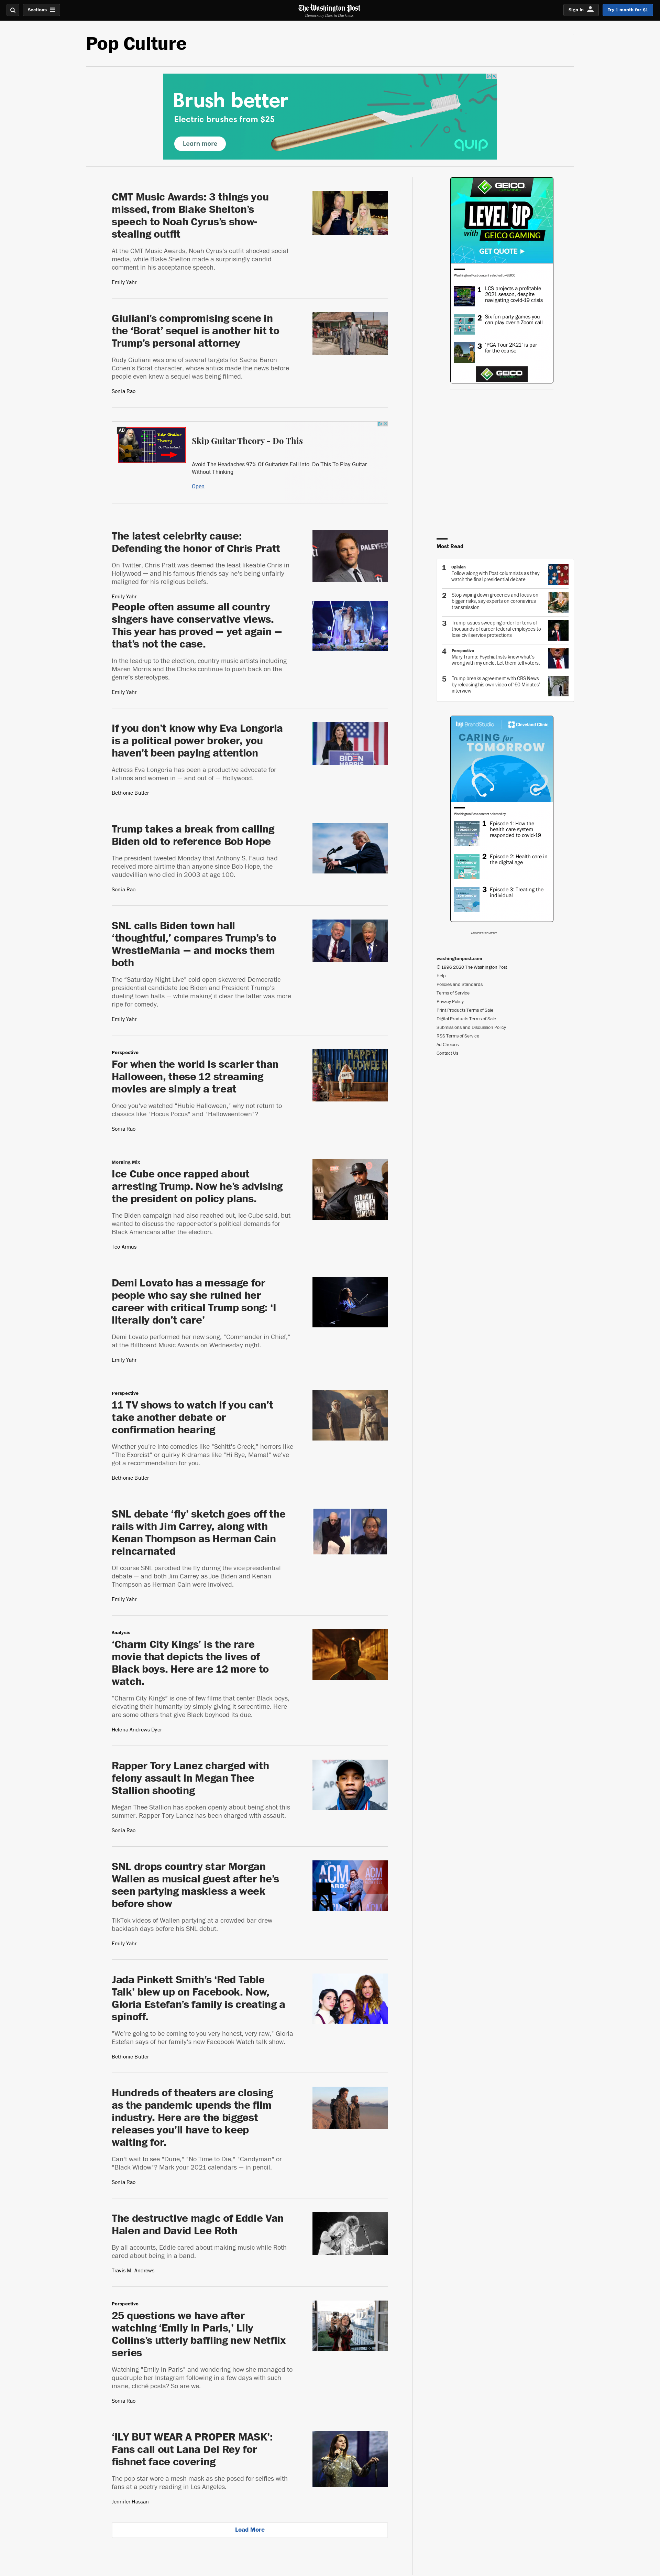 Sections
The Washington Post
Democracy Dies in Darkness
Sign In
Try 1 month for $1
Pop Culture
Brush better
Electric brushes from $25
Learn more
quip
CMT Music Awards: 3 things you
missed, from Blake Shelton's
speech to Noah Cyrus's show-
stealing outfit
At the CMT Music Awards, Noah Cyrus's outfit shocked social
media, while Blake Shelton made a surprisingly candid
comment in his acceptance speech.
Emily Yahr
Giuliani's compromising scene in
the ‘Borat’ sequel is another hit to
Trump's personal attorney
Rudy Giuliani was one of several targets for Sacha Baron
Cohen's Borat character, whose antics made the news before
people even knew a sequel was being filmed.
Sonia Rao
AD
Skip Guitar
Theory
Skip Guitar Theory - Do This
Avoid The Headaches 97% Of Guitarists Fall Into. Do This To Play Guitar
Without Thinking
Open
The latest celebrity cause:
Defending the honor of Chris Pratt
On Twitter, Chris Pratt was deemed the least likeable Chris in
Hollywood — and his famous friends say he's being unfairly
maligned for his religious beliefs.
Emily Yahr
People often assume all country
singers have conservative views.
This year has proved — yet again —
that's not the case.
In the lead-up to the election, country music artists including
Maren Morris and the Chicks continue to push back on the
genre's stereotypes.
Emily Yahr
If you don't know why Eva Longoria
is a political power broker, you
haven't been paying attention
Actress Eva Longoria has been a productive advocate for
Latinos and women in — and out of — Hollywood.
Bethonie Butler
BIDEN
HARRIS
Trump takes a break from calling
Biden old to reference Bob Hope
The president tweeted Monday that Anthony S. Fauci had
received more airtime than anyone since Bob Hope, the
vaudevillian who died in 2003 at age 100.
Sonia Rao
SNL calls Biden town hall
‘thoughtful,’ compares Trump's to
WrestleMania — and mocks them
both
The "Saturday Night Live" cold open skewered Democratic
presidential candidate Joe Biden and President Trump's
dueling town halls — while making it clear the latter was more
ripe for comedy.
Emily Yahr
Perspective
For when the world is scarier than
Halloween, these 12 streaming
movies are simply a treat
Once you've watched "Hubie Halloween," why not return to
classics like "Hocus Pocus" and "Halloweentown"?
Sonia Rao
HAPPY
HALLOWEEN
Morning Mix
Ice Cube once rapped about
arresting Trump. Now he's advising
the president on policy plans.
The Biden campaign had also reached out, Ice Cube said, but
wanted to discuss the rapper-actor's political demands for
Black Americans after the election.
Teo Armus
Demi Lovato has a message for
people who say she ruined her
career with critical Trump song: ‘I
literally don't care’
Demi Lovato performed her new song, "Commander in Chief,"
at the Billboard Music Awards on Wednesday night.
Emily Yahr
Perspective
11 TV shows to watch if you can't
take another debate or
confirmation hearing
Whether you're into comedies like "Schitt's Creek," horrors like
"The Exorcist" or quirky K-dramas like "Hi Bye, Mama!" we've
got a recommendation for you.
Bethonie Butler
SNL debate ‘fly’ sketch goes off the
rails with Jim Carrey, along with
Kenan Thompson as Herman Cain
reincarnated
Of course SNL parodied the fly during the vice-presidential
debate — and both Jim Carrey as Joe Biden and Kenan
Thompson as Herman Cain were involved.
Emily Yahr
Analysis
‘Charm City Kings’ is the rare
movie that depicts the lives of
Black boys. Here are 12 more to
watch.
"Charm City Kings" is one of few films that center Black boys,
elevating their humanity by simply giving it screentime. Here
are some others that give Black boyhood its due.
Helena Andrews-Dyer
Rapper Tory Lanez charged with
felony assault in Megan Thee
Stallion shooting
Megan Thee Stallion has spoken openly about being shot this
summer. Rapper Tory Lanez has been charged with assault.
Sonia Rao
SNL drops country star Morgan
Wallen as musical guest after he's
seen partying maskless a week
before show
TikTok videos of Wallen partying at a crowded bar drew
backlash days before his SNL debut.
Emily Yahr
ACM
Jada Pinkett Smith's ‘Red Table
Talk’ blew up on Facebook. Now,
Gloria Estefan's family is creating a
spinoff.
"We're going to be coming to you very honest, very raw," Gloria
Estefan says of her family's new Facebook Watch talk show.
Bethonie Butler
Hundreds of theaters are closing
as the pandemic upends the film
industry. Here are the biggest
releases you'll have to keep
waiting for.
Can't wait to see "Dune," "No Time to Die," "Candyman" or
"Black Widow"? Mark your 2021 calendars — in pencil.
Sonia Rao
The destructive magic of Eddie Van
Halen and David Lee Roth
By all accounts, Eddie cared about making music while Roth
cared about being in a band.
Travis M. Andrews
Perspective
25 questions we have after
watching ‘Emily in Paris,’ Lily
Collins's utterly baffling new Netflix
series
Watching "Emily in Paris" and wondering how she managed to
quadruple her Instagram following in a few days with such
inane, cliché posts? So are we.
Sonia Rao
‘ILY BUT WEAR A PROPER MASK’:
Fans call out Lana Del Rey for
fishnet face covering
The pop star wore a mesh mask as she posed for selfies with
fans at a poetry reading in Los Angeles.
Jennifer Hassan
Load More
GEICO
LEVEL UP
with GEICO GAMING
GET QUOTE
Washington Post content selected by GEICO
1 LCS projects a profitable
2021 season, despite
navigating covid-19 crisis
2 Six fun party games you
can play over a Zoom call
3 ‘PGA Tour 2K21’ is par
for the course
GEICO
Most Read
1 Opinion
Follow along with Post columnists as they
watch the final presidential debate
2 Stop wiping down groceries and focus on
bigger risks, say experts on coronavirus
transmission
3 Trump issues sweeping order for tens of
thousands of career federal employees to
lose civil service protections
4 Perspective
Mary Trump: Psychiatrists know what's
wrong with my uncle. Let them tell voters.
5 Trump breaks agreement with CBS News
by releasing his own video of ‘60 Minutes’
interview
wp BrandStudio
Cleveland Clinic
CARING for
TOMORROW
Washington Post content selected by
1 Episode 1: How the
health care system
responded to covid-19
2 Episode 2: Health care in
the digital age
3 Episode 3: Treating the
individual
ADVERTISEMENT
washingtonpost.com
© 1996-2020 The Washington Post
Help
Policies and Standards
Terms of Service
Privacy Policy
Print Products Terms of Sale
Digital Products Terms of Sale
Submissions and Discussion Policy
RSS Terms of Service
Ad Choices
Contact Us